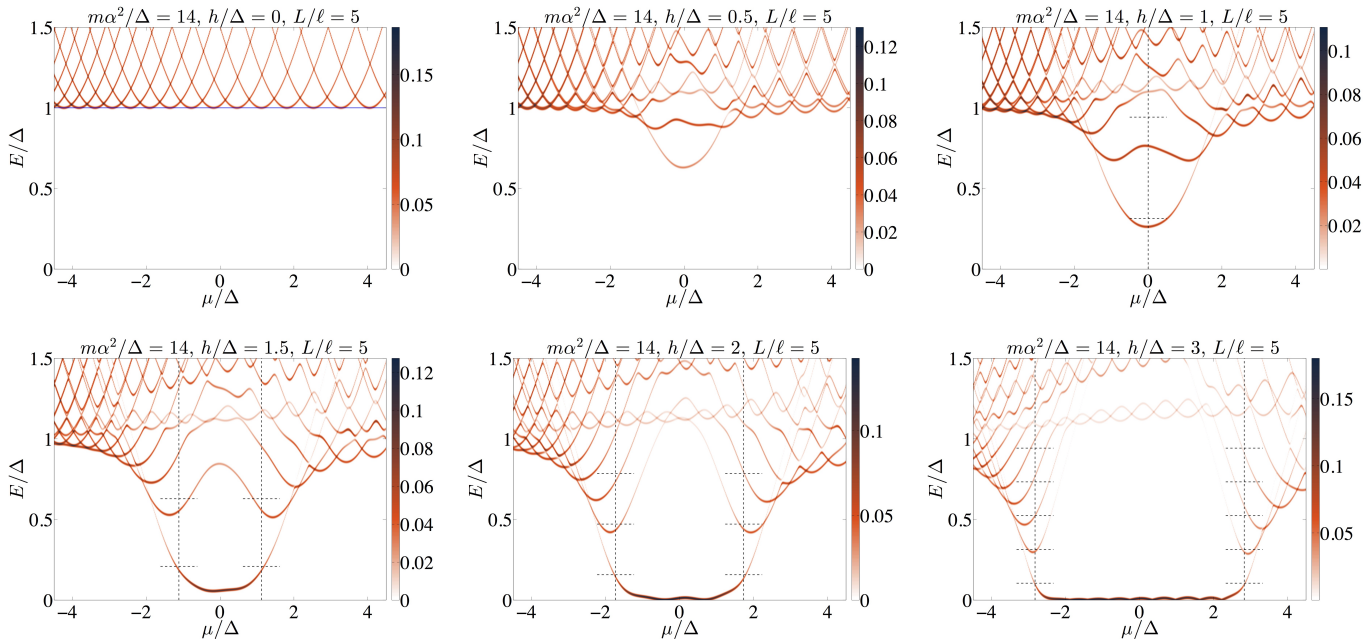 mα²/Δ = 14, h/Δ = 0, L/ℓ = 5
1.5
1
0.5
0
E/Δ
−4 −2 0 2 4
μ/Δ
0.15
0.1
0.05
0
mα²/Δ = 14, h/Δ = 0.5, L/ℓ = 5
1.5
1
0.5
0
E/Δ
−4 −2 0 2 4
μ/Δ
0.12
0.1
0.08
0.06
0.04
0.02
0
mα²/Δ = 14, h/Δ = 1, L/ℓ = 5
1.5
1
0.5
0
E/Δ
−4 −2 0 2 4
μ/Δ
0.1
0.08
0.06
0.04
0.02
mα²/Δ = 14, h/Δ = 1.5, L/ℓ = 5
1.5
1
0.5
0
E/Δ
−4 −2 0 2 4
μ/Δ
0.12
0.1
0.08
0.06
0.04
0.02
0
mα²/Δ = 14, h/Δ = 2, L/ℓ = 5
1.5
1
0.5
0
E/Δ
−4 −2 0 2 4
μ/Δ
0.1
0.05
0
mα²/Δ = 14, h/Δ = 3, L/ℓ = 5
1.5
1
0.5
0
E/Δ
−4 −2 0 2 4
μ/Δ
0.15
0.1
0.05